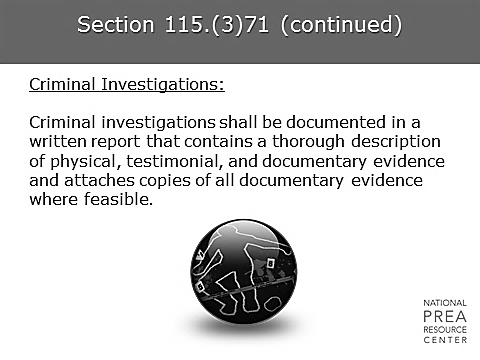 Section 115.(3)71 (continued)
Criminal Investigations:
Criminal investigations shall be documented in a
written report that contains a thorough description
of physical, testimonial, and documentary evidence
and attaches copies of all documentary evidence
where feasible.
NATIONAL
PREA
RESOURCE
CENTER